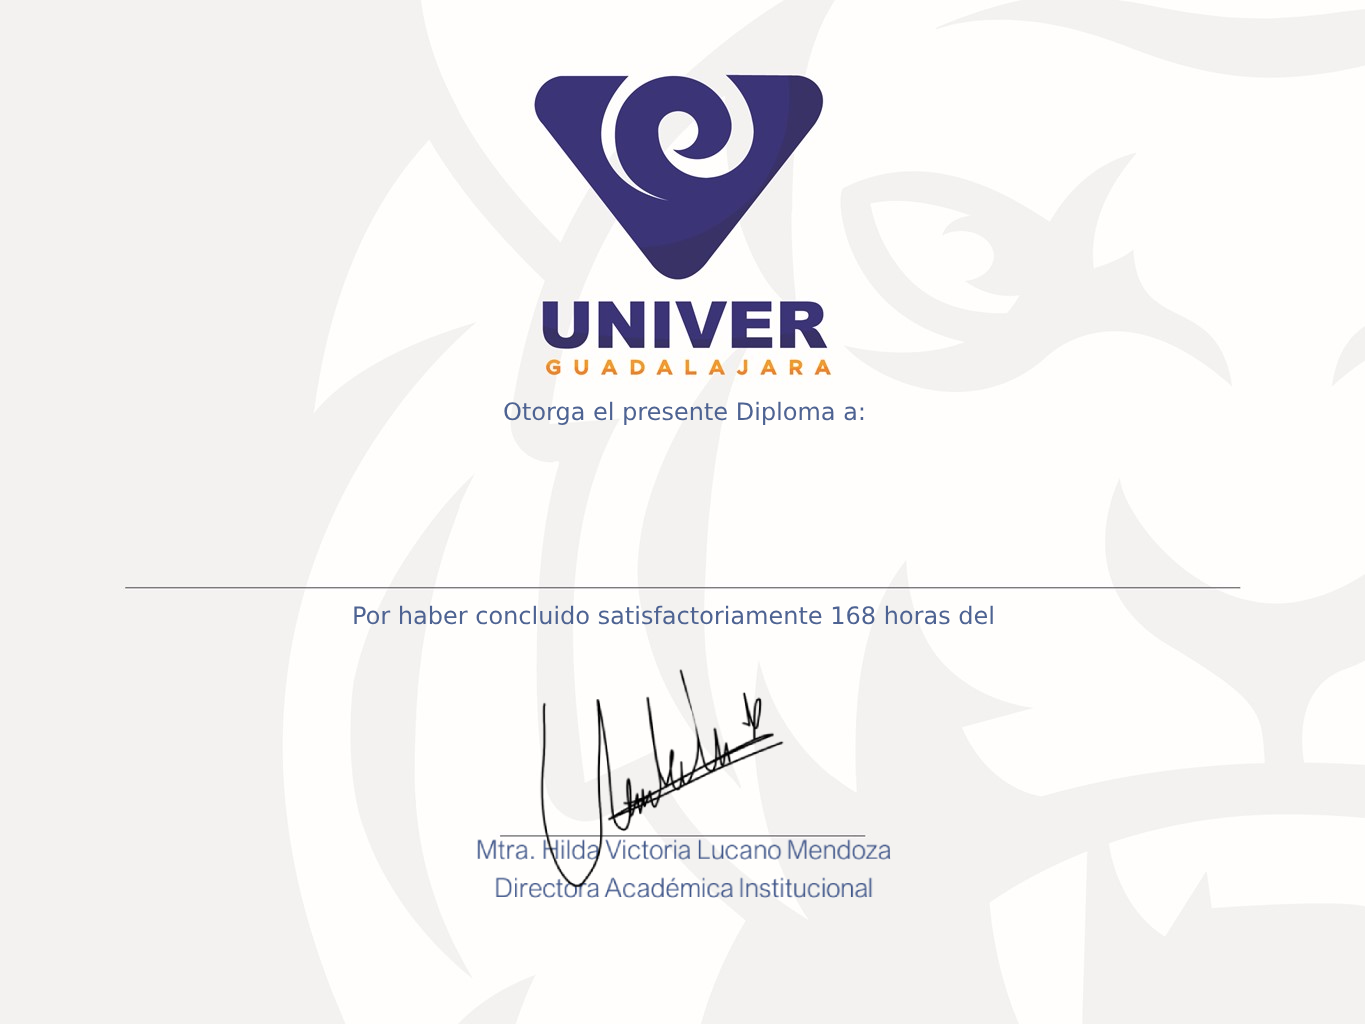 UNIVER
GUADALAJARA
Otorga el presente Diploma a:
Por haber concluido satisfactoriamente 168 horas del
Mtra. Hilda Victoria Lucano Mendoza
Directora Académica Institucional